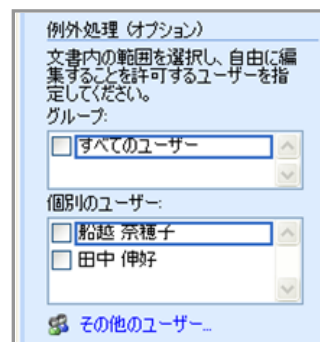 例外処理 (オプション)
文書内の範囲を選択し、自由に編
集することを許可するユーザーを指
定してください。
グループ:
すべてのユーザー
個別のユーザー:
船越 奈穂子
田中 伸好
その他のユーザー...